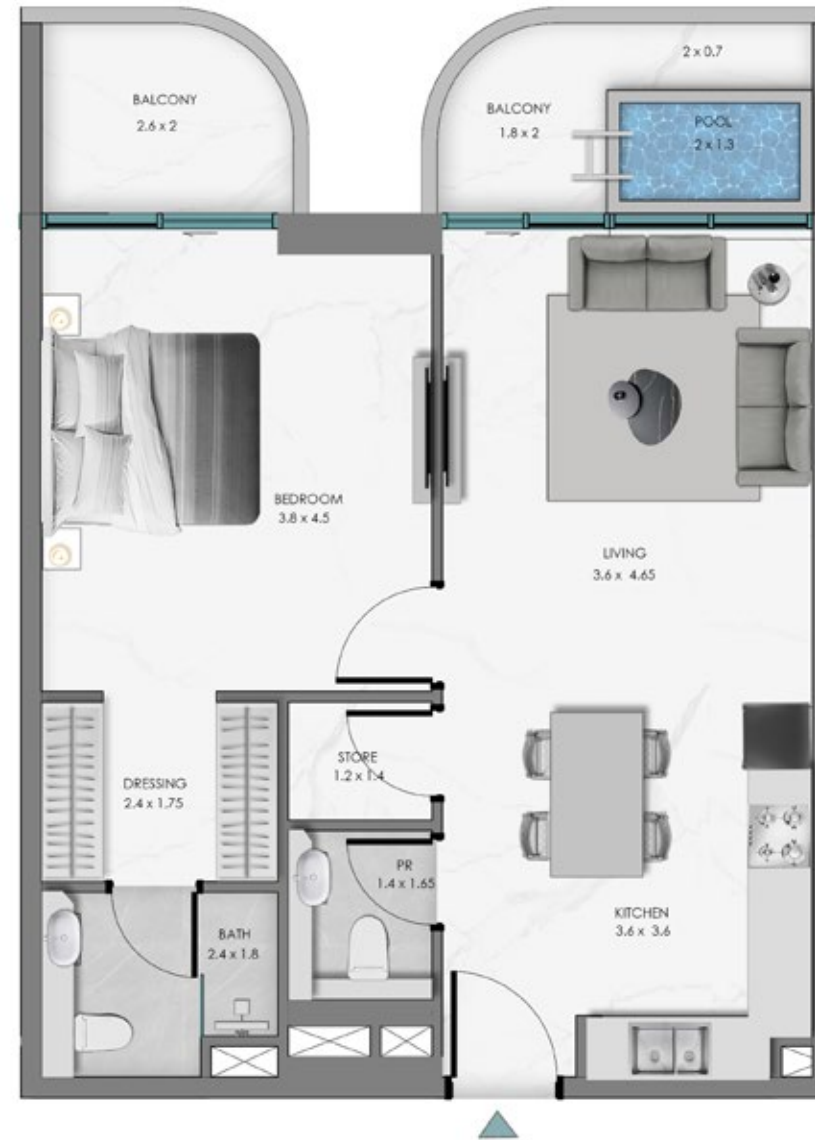 2 x 0.7
BALCONY
2.6 x 2
BALCONY
1.8 x 2
POOL
2 x 1.3
BEDROOM
3.8 x 4.5
LIVING
3.6 x 4.65
STORE
1.2 x 1.4
DRESSING
2.4 x 1.75
PR
1.4 x 1.65
KITCHEN
3.6 x 3.6
BATH
2.4 x 1.8